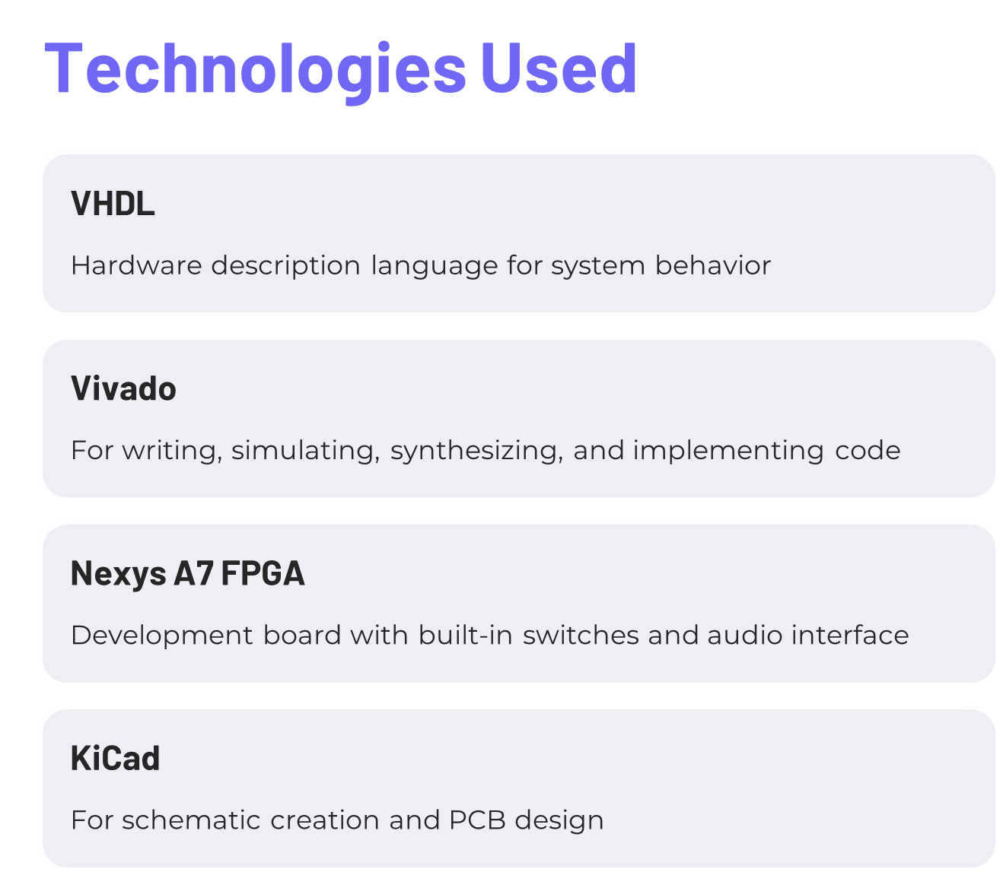 Technologies Used
VHDL
Hardware description language for system behavior
Vivado
For writing, simulating, synthesizing, and implementing code
Nexys A7 FPGA
Development board with built-in switches and audio interface
KiCad
For schematic creation and PCB design